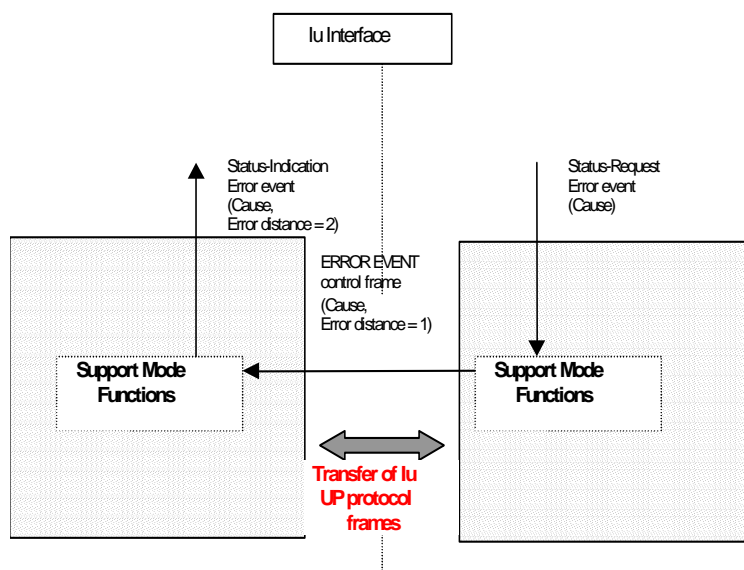 Iu Interface
Status-Indication
Error event
(Cause,
Error distance = 2)
Status-Request
Error event
(Cause)
ERROR EVENT
control frame
(Cause,
Error distance = 1)
Support Mode
Functions
Support Mode
Functions
Transfer of Iu
UP protocol
frames